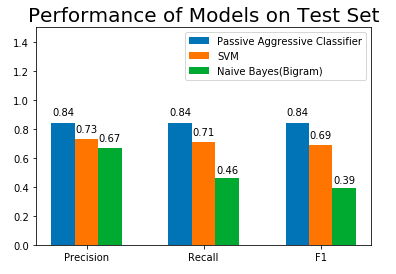 Performance of Models on Test Set
Passive Aggressive Classifier
SVM
Naive Bayes(Bigram)
1.4
1.2
1.0
0.8
0.6
0.4
0.2
0.0
0.84
0.73
0.67
0.84
0.71
0.46
0.84
0.69
0.39
Precision
Recall
F1